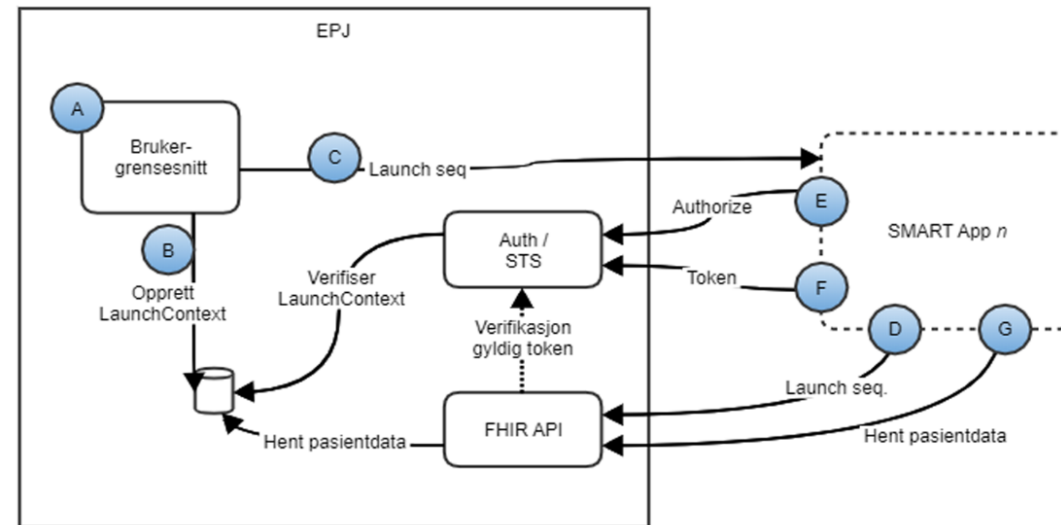 EPJ
A
Bruker-
grensesnitt
C
Launch seq
E
Authorize
Auth /
STS
SMART App n
B
Verifiser
LaunchContext
Token
F
Opprett
LaunchContext
Verifikasjon
gyldig token
D
G
Launch seq.
FHIR API
Hent pasientdata
Hent pasientdata